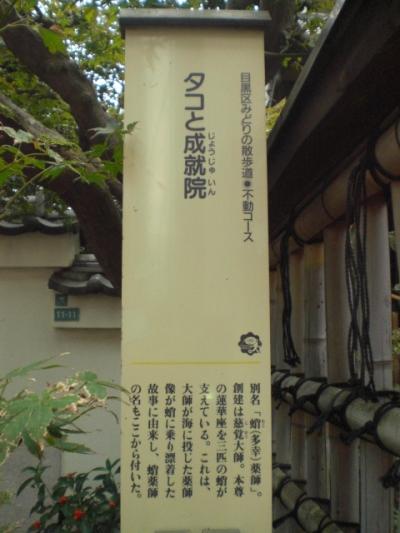 目黒区みどりの散歩道●不動コース
タコと成就院
じょうじゅ いん
別名「蛸(多幸)薬師」。
創建は慈覚大師。本尊
の蓮華座を三匹の蛸が
支えている。これは、
大師が海に投じた薬師
像が蛸に乗り漂着した
故事に由来し、蛸薬師
の名もここから付いた。
11-11